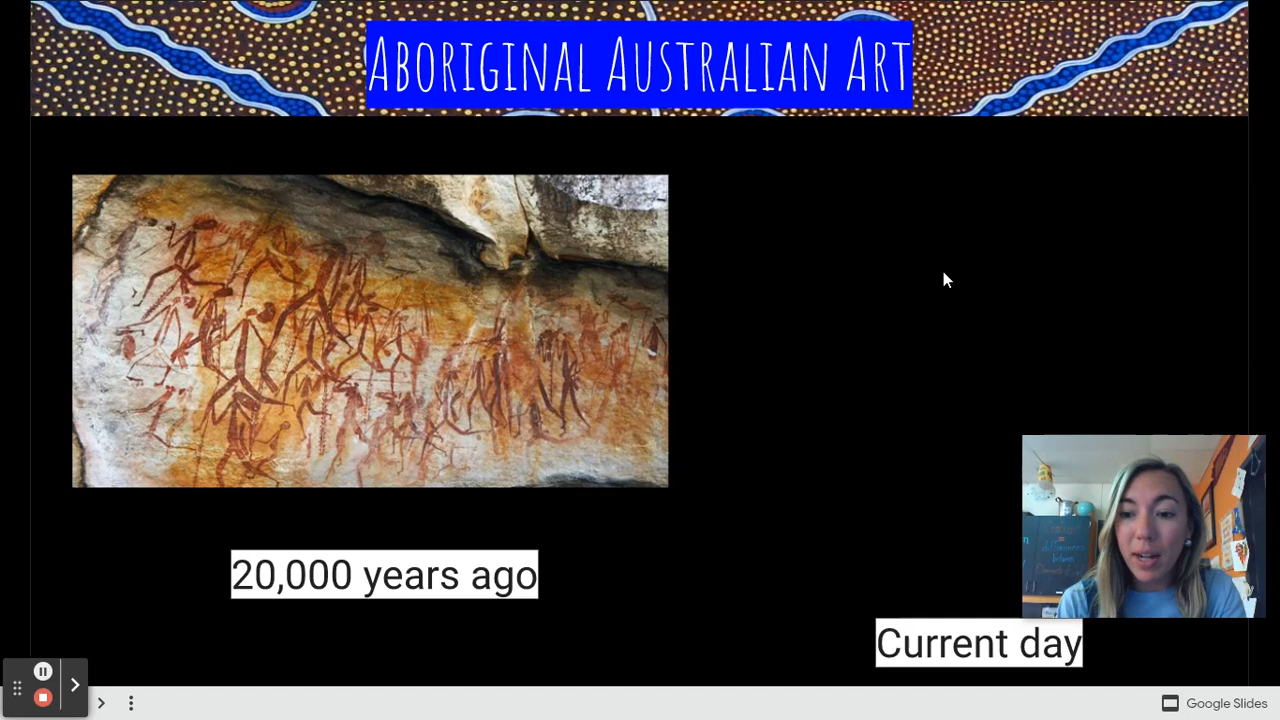 Aboriginal Australian Art
20,000 years ago
Current day
Google Slides